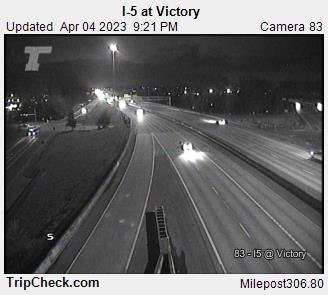 I-5 at Victory
Updated Apr 04 2023 9:21 PM Camera 83
T
S
83 - I5 @ Victory
TripCheck.com Milepost306.80